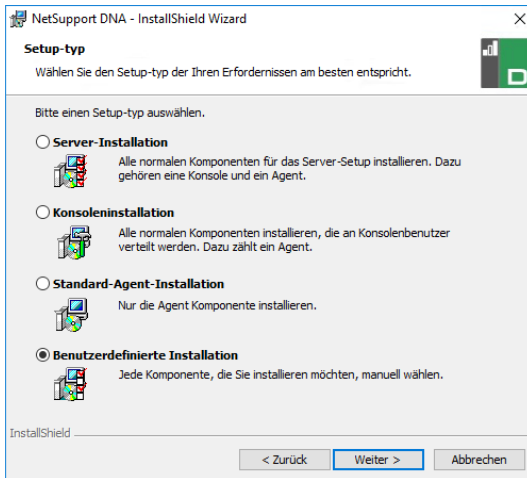 NetSupport DNA - InstallShield Wizard
Setup-typ
Wählen Sie den Setup-typ der Ihren Erfordernissen am besten entspricht.
D
Bitte einen Setup-typ auswählen.
Server-Installation
Alle normalen Komponenten für das Server-Setup installieren. Dazu
gehören eine Konsole und ein Agent.
Konsoleninstallation
Alle normalen Komponenten installieren, die an Konsolenbenutzer
verteilt werden. Dazu zählt ein Agent.
Standard-Agent-Installation
Nur die Agent Komponente installieren.
Benutzerdefinierte Installation
Jede Komponente, die Sie installieren möchten, manuell wählen.
InstallShield
< Zurück Weiter > Abbrechen